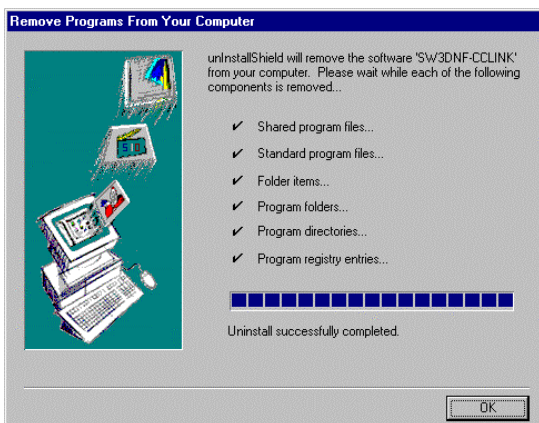 Remove Programs From Your Computer
unInstallShield will remove the software 'SW3DNF-CCLINK'
from your computer. Please wait while each of the following
components is removed...
Shared program files...
Standard program files...
Folder items...
Program folders...
Program directories...
Program registry entries...
Uninstall successfully completed.
OK